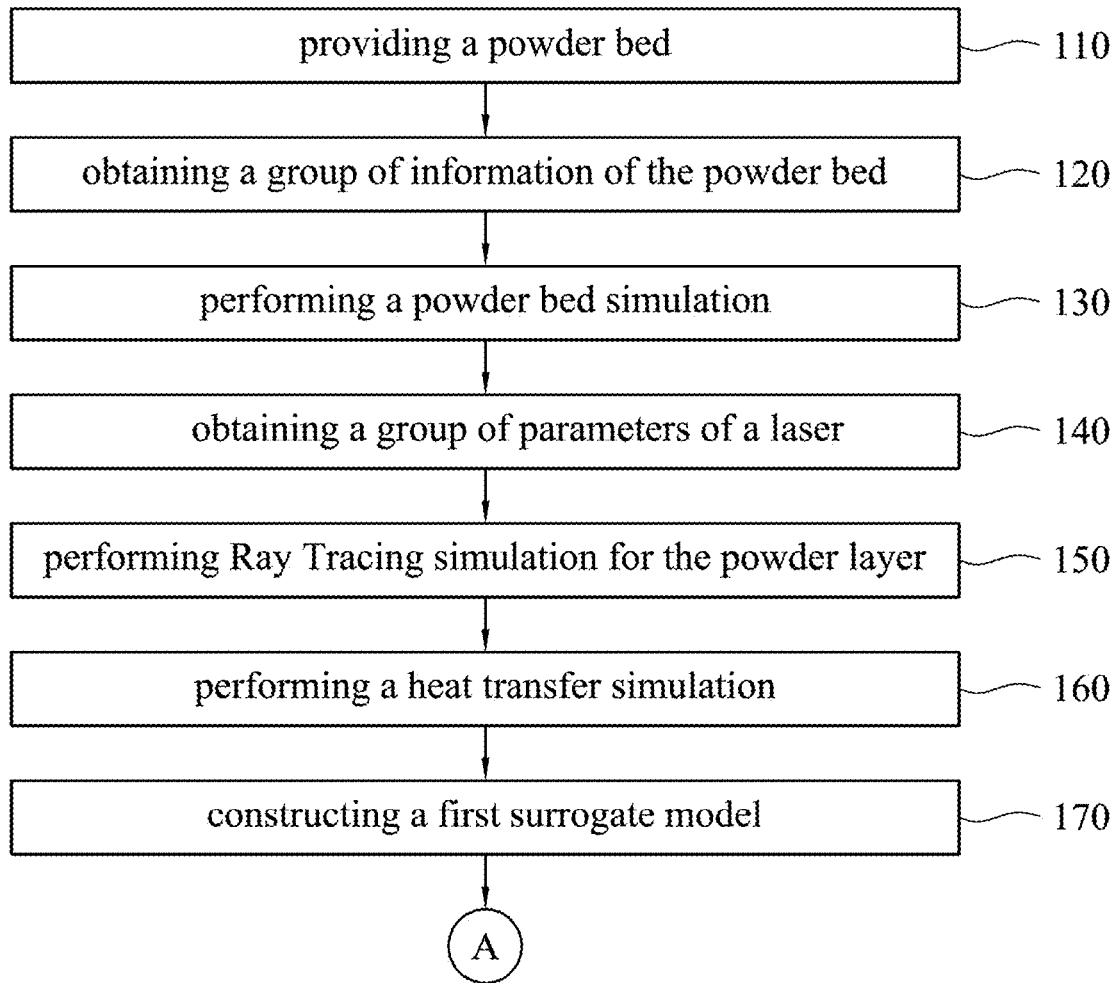 providing a powder bed 110
obtaining a group of information of the powder bed 120
performing a powder bed simulation 130
obtaining a group of parameters of a laser 140
performing Ray Tracing simulation for the powder layer 150
performing a heat transfer simulation 160
constructing a first surrogate model 170
A